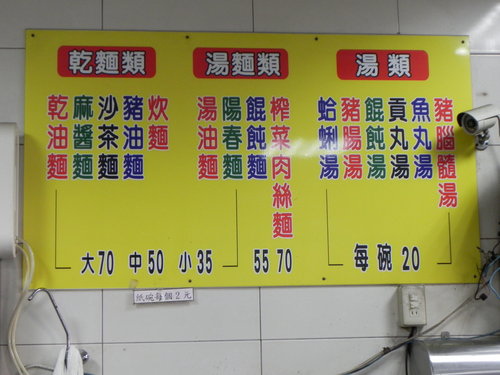 乾麵類
乾油麵
麻醬麵
沙茶麵
豬油麵
炊麵
湯麵類
湯油麵
陽春麵
餛飩麵
榨菜肉絲麵
湯類
蛤蜊湯
豬腸湯
餛飩湯
貢丸湯
魚丸湯
豬腦髓湯
大70 中50 小35
55 70
每碗 20
紙碗每個2元